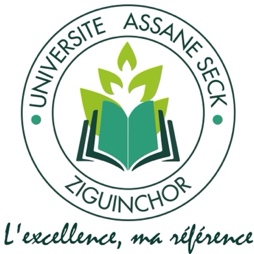 UNIVERSITE ASSANE SECK
ZIGUINCHOR
L'excellence, ma référence